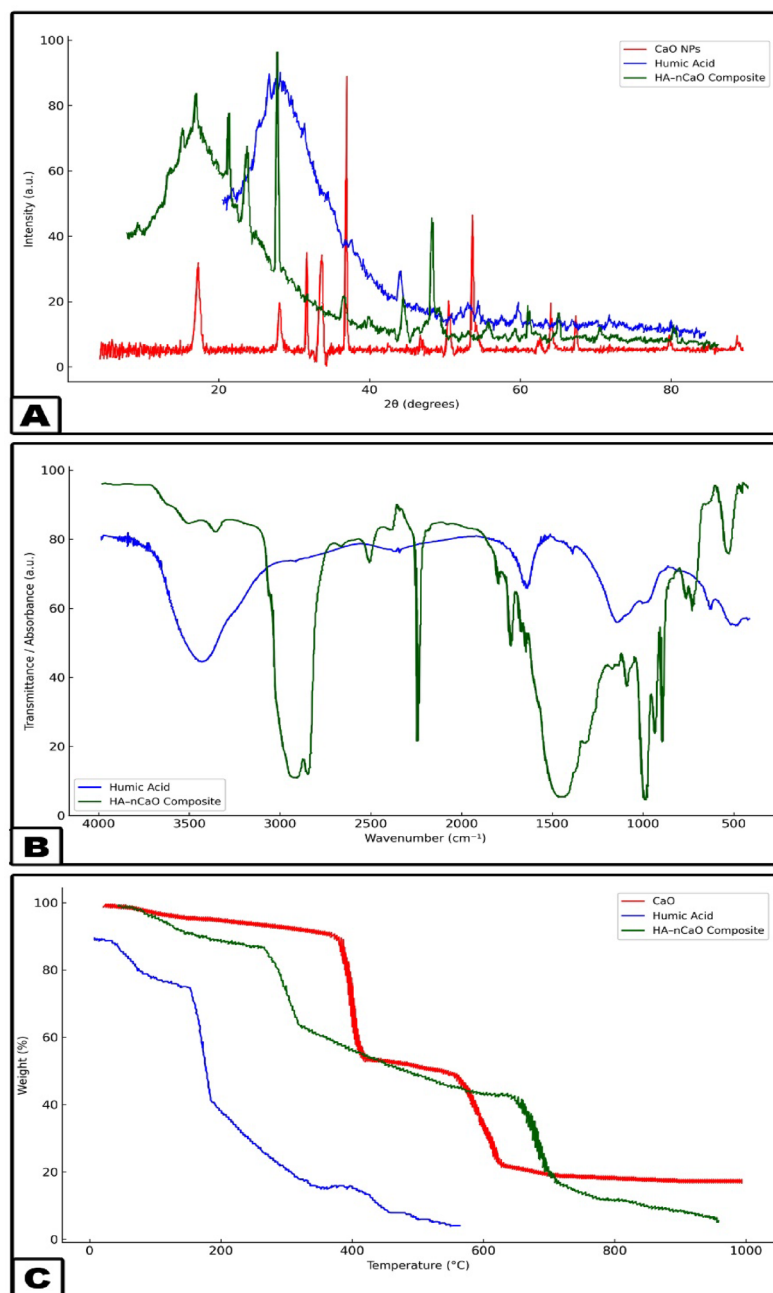 100
80
60
40
20
0
Intensity (a.u.)
CaO NPs
Humic Acid
HA–nCaO Composite
20 40 60 80
2θ (degrees)
A
100
80
60
40
20
0
Transmittance / Absorbance (a.u.)
Humic Acid
HA–nCaO Composite
4000 3500 3000 2500 2000 1500 1000 500
Wavenumber (cm⁻¹)
B
100
80
60
40
20
0
Weight (%)
CaO
Humic Acid
HA–nCaO Composite
0 200 400 600 800 1000
Temperature (°C)
C